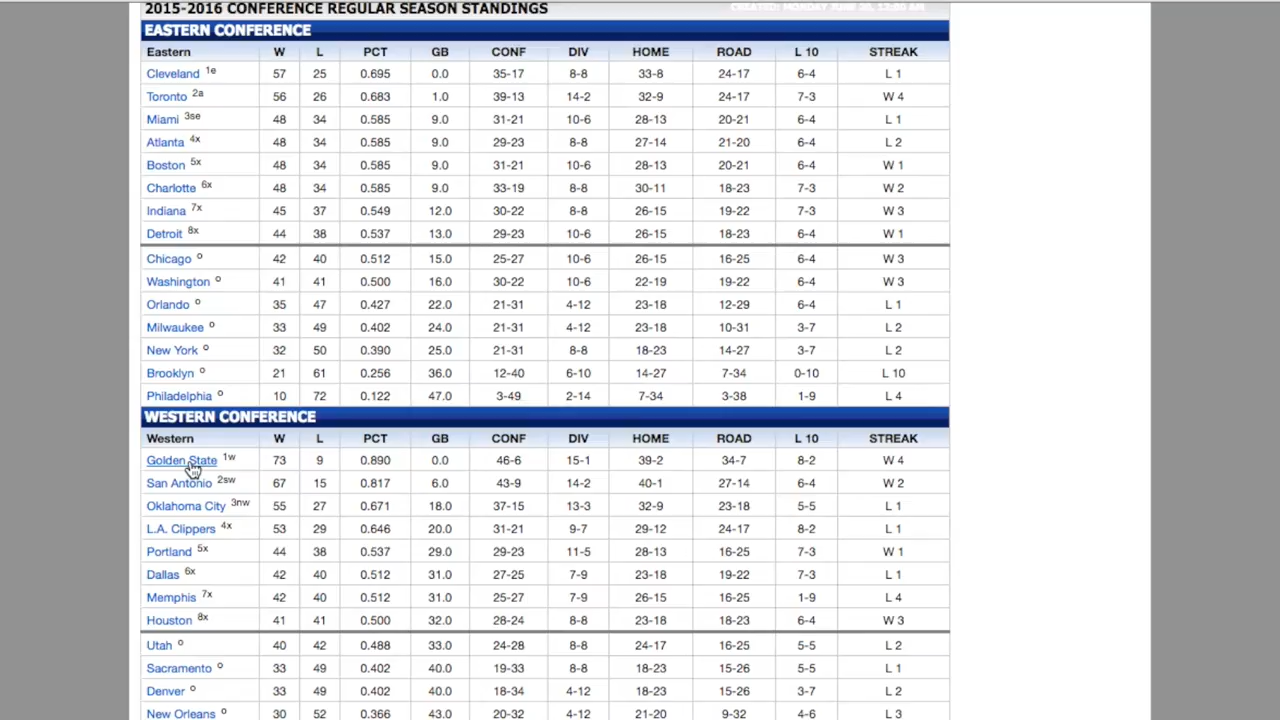 2015-2016 CONFERENCE REGULAR SEASON STANDINGS
EASTERN CONFERENCE
Eastern W L PCT GB CONF DIV HOME ROAD L 10 STREAK
Cleveland 1e 57 25 0.695 0.0 35-17 8-8 33-8 24-17 6-4 L 1
Toronto 2a 56 26 0.683 1.0 39-13 14-2 32-9 24-17 7-3 W 4
Miami 3se 48 34 0.585 9.0 31-21 10-6 28-13 20-21 6-4 L 1
Atlanta 4x 48 34 0.585 9.0 29-23 8-8 27-14 21-20 6-4 L 2
Boston 5x 48 34 0.585 9.0 31-21 10-6 28-13 20-21 6-4 W 1
Charlotte 6x 48 34 0.585 9.0 33-19 8-8 30-11 18-23 7-3 W 2
Indiana 7x 45 37 0.549 12.0 30-22 8-8 26-15 19-22 7-3 W 3
Detroit 8x 44 38 0.537 13.0 29-23 10-6 26-15 18-23 6-4 W 1
Chicago o 42 40 0.512 15.0 25-27 10-6 26-15 16-25 6-4 W 3
Washington o 41 41 0.500 16.0 30-22 10-6 22-19 19-22 6-4 W 3
Orlando o 35 47 0.427 22.0 21-31 4-12 23-18 12-29 6-4 L 1
Milwaukee o 33 49 0.402 24.0 21-31 4-12 23-18 10-31 3-7 L 2
New York o 32 50 0.390 25.0 21-31 8-8 18-23 14-27 3-7 L 2
Brooklyn o 21 61 0.256 36.0 12-40 6-10 14-27 7-34 0-10 L 10
Philadelphia o 10 72 0.122 47.0 3-49 2-14 7-34 3-38 1-9 L 4
WESTERN CONFERENCE
Western W L PCT GB CONF DIV HOME ROAD L 10 STREAK
Golden State 1w 73 9 0.890 0.0 46-6 15-1 39-2 34-7 8-2 W 4
San Antonio 2sw 67 15 0.817 6.0 43-9 14-2 40-1 27-14 6-4 W 2
Oklahoma City 3nw 55 27 0.671 18.0 37-15 13-3 32-9 23-18 5-5 L 1
L.A. Clippers 4x 53 29 0.646 20.0 31-21 9-7 29-12 24-17 8-2 L 1
Portland 5x 44 38 0.537 29.0 29-23 11-5 28-13 16-25 7-3 W 1
Dallas 6x 42 40 0.512 31.0 27-25 7-9 23-18 19-22 7-3 L 1
Memphis 7x 42 40 0.512 31.0 25-27 7-9 26-15 16-25 1-9 L 4
Houston 8x 41 41 0.500 32.0 28-24 8-8 23-18 18-23 6-4 W 3
Utah o 40 42 0.488 33.0 24-28 8-8 24-17 16-25 5-5 L 2
Sacramento o 33 49 0.402 40.0 19-33 8-8 18-23 15-26 5-5 L 1
Denver o 33 49 0.402 40.0 18-34 4-12 18-23 15-26 3-7 L 2
New Orleans o 30 52 0.366 43.0 20-32 4-12 21-20 9-32 4-6 L 3